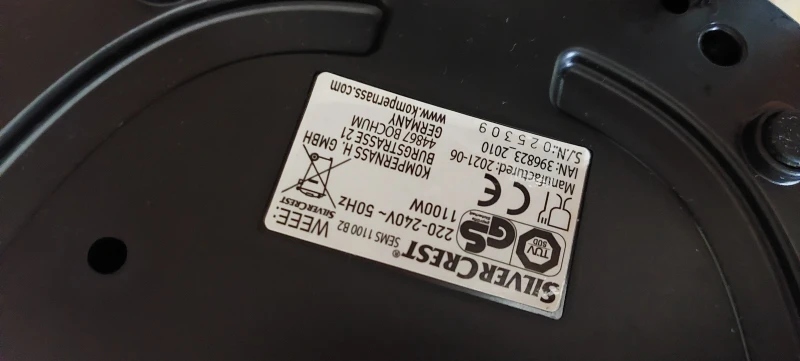 SILVERCREST®
SEMS 1100 B2
220-240V~ 50Hz
1100W
TÜV
SÜD
GS
CE
WEEE:
SILVERCREST
KOMPERNASS H. GMBH
BURGSTRASSE 21
44867 BOCHUM
GERMANY
www.kompernass.com
Manufactured: 2021-06
IAN: 396823_2010
S/N: 025309